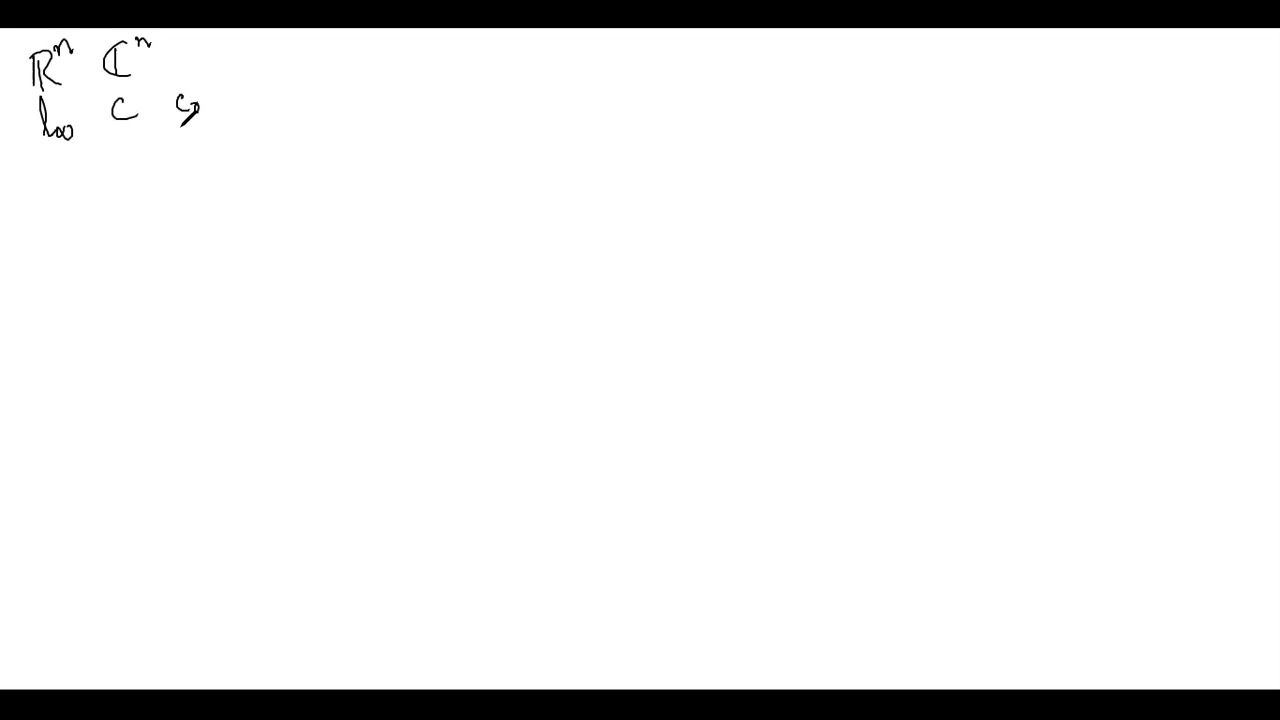 ℝⁿ ℂⁿ
l∞ C C₀